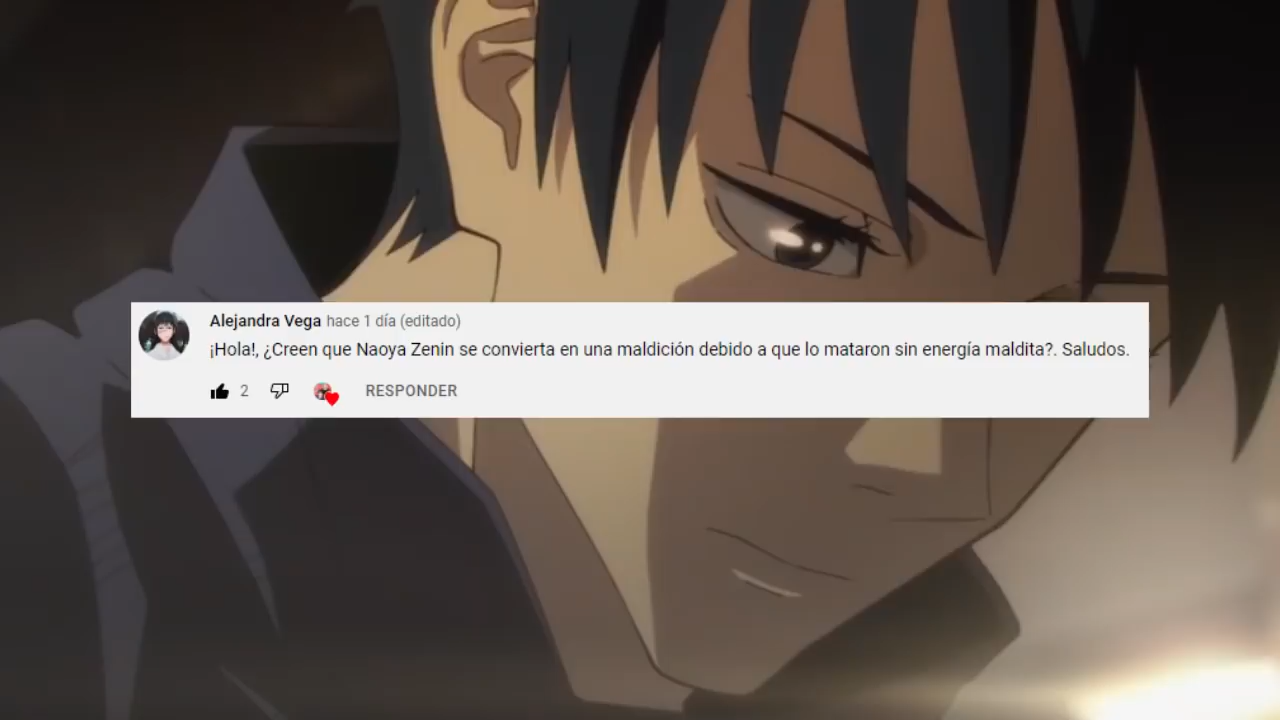 Alejandra Vega hace 1 día (editado)
¡Hola!, ¿Creen que Naoya Zenin se convierta en una maldición debido a que lo mataron sin energía maldita?. Saludos.
2 RESPONDER